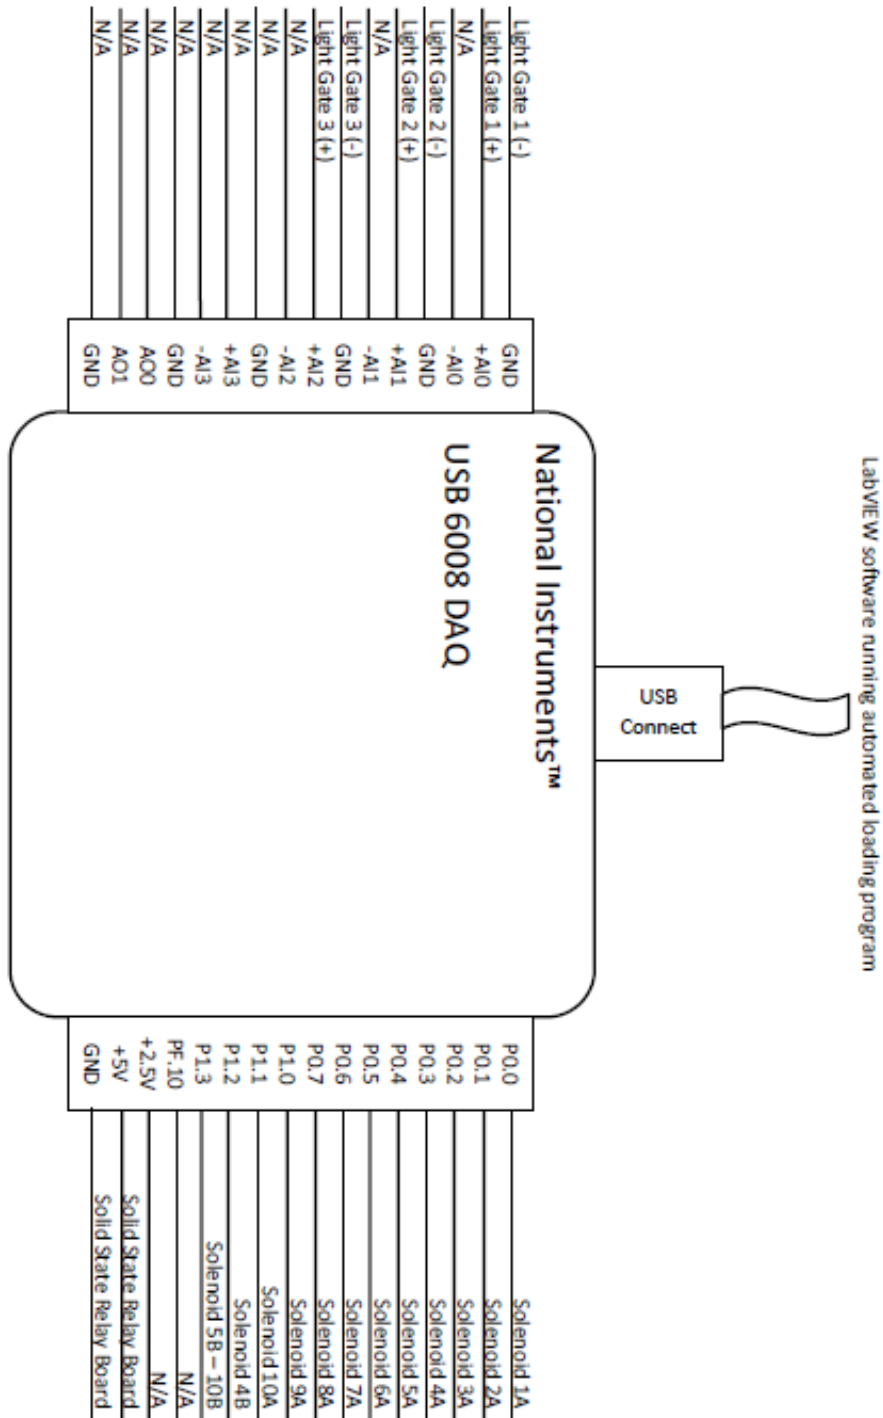 LabVIEW software running automated loading program
USB
Connect
National Instruments™
USB 6008 DAQ
Light Gate 1 (-)
Light Gate 1 (+)
N/A
Light Gate 2 (-)
Light Gate 2 (+)
N/A
Light Gate 3 (-)
Light Gate 3 (+)
N/A
N/A
N/A
N/A
N/A
N/A
N/A
N/A
GND
+AI0
-AI0
GND
+AI1
-AI1
GND
+AI2
-AI2
GND
+AI3
-AI3
GND
AO0
AO1
GND
P0.0
P0.1
P0.2
P0.3
P0.4
P0.5
P0.6
P0.7
P1.0
P1.1
P1.2
P1.3
PF.10
+2.5V
+5V
GND
Solenoid 1A
Solenoid 2A
Solenoid 3A
Solenoid 4A
Solenoid 5A
Solenoid 6A
Solenoid 7A
Solenoid 8A
Solenoid 9A
Solenoid 10A
Solenoid 4B
Solenoid 5B – 10B
N/A
N/A
Solid State Relay Board
Solid State Relay Board